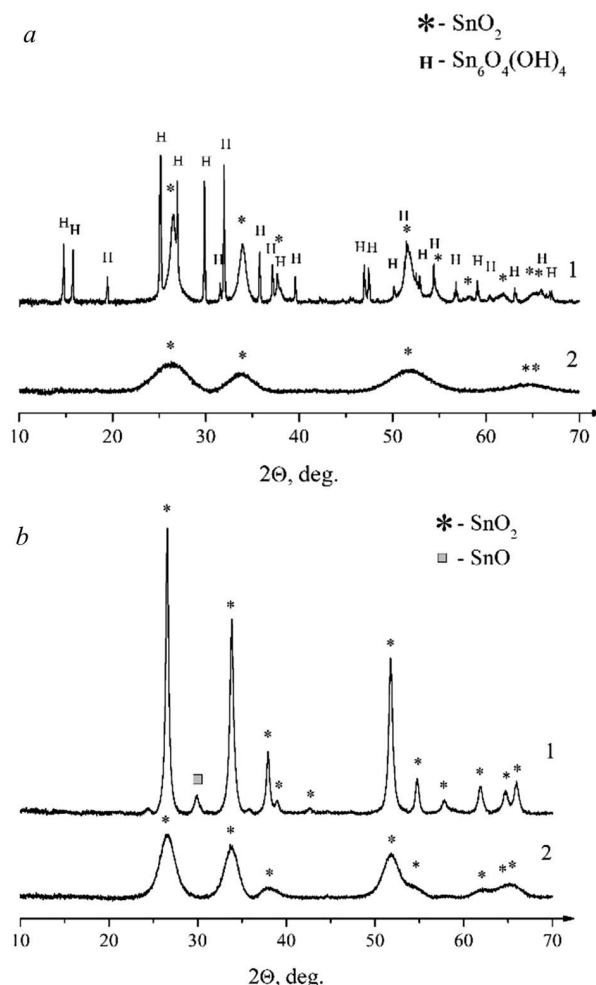 a
* - SnO₂
H - Sn₆O₄(OH)₄
H H H H * H H H H * H H * H H H H H H * H H * H * H H * H * * H H
1
* * * **
2
10 20 30 40 50 60 70
2Θ, deg.
b
* - SnO₂
■ - SnO
* ■ * * * * * * * * * *
1
* * * * * * * *
2
10 20 30 40 50 60 70
2Θ, deg.